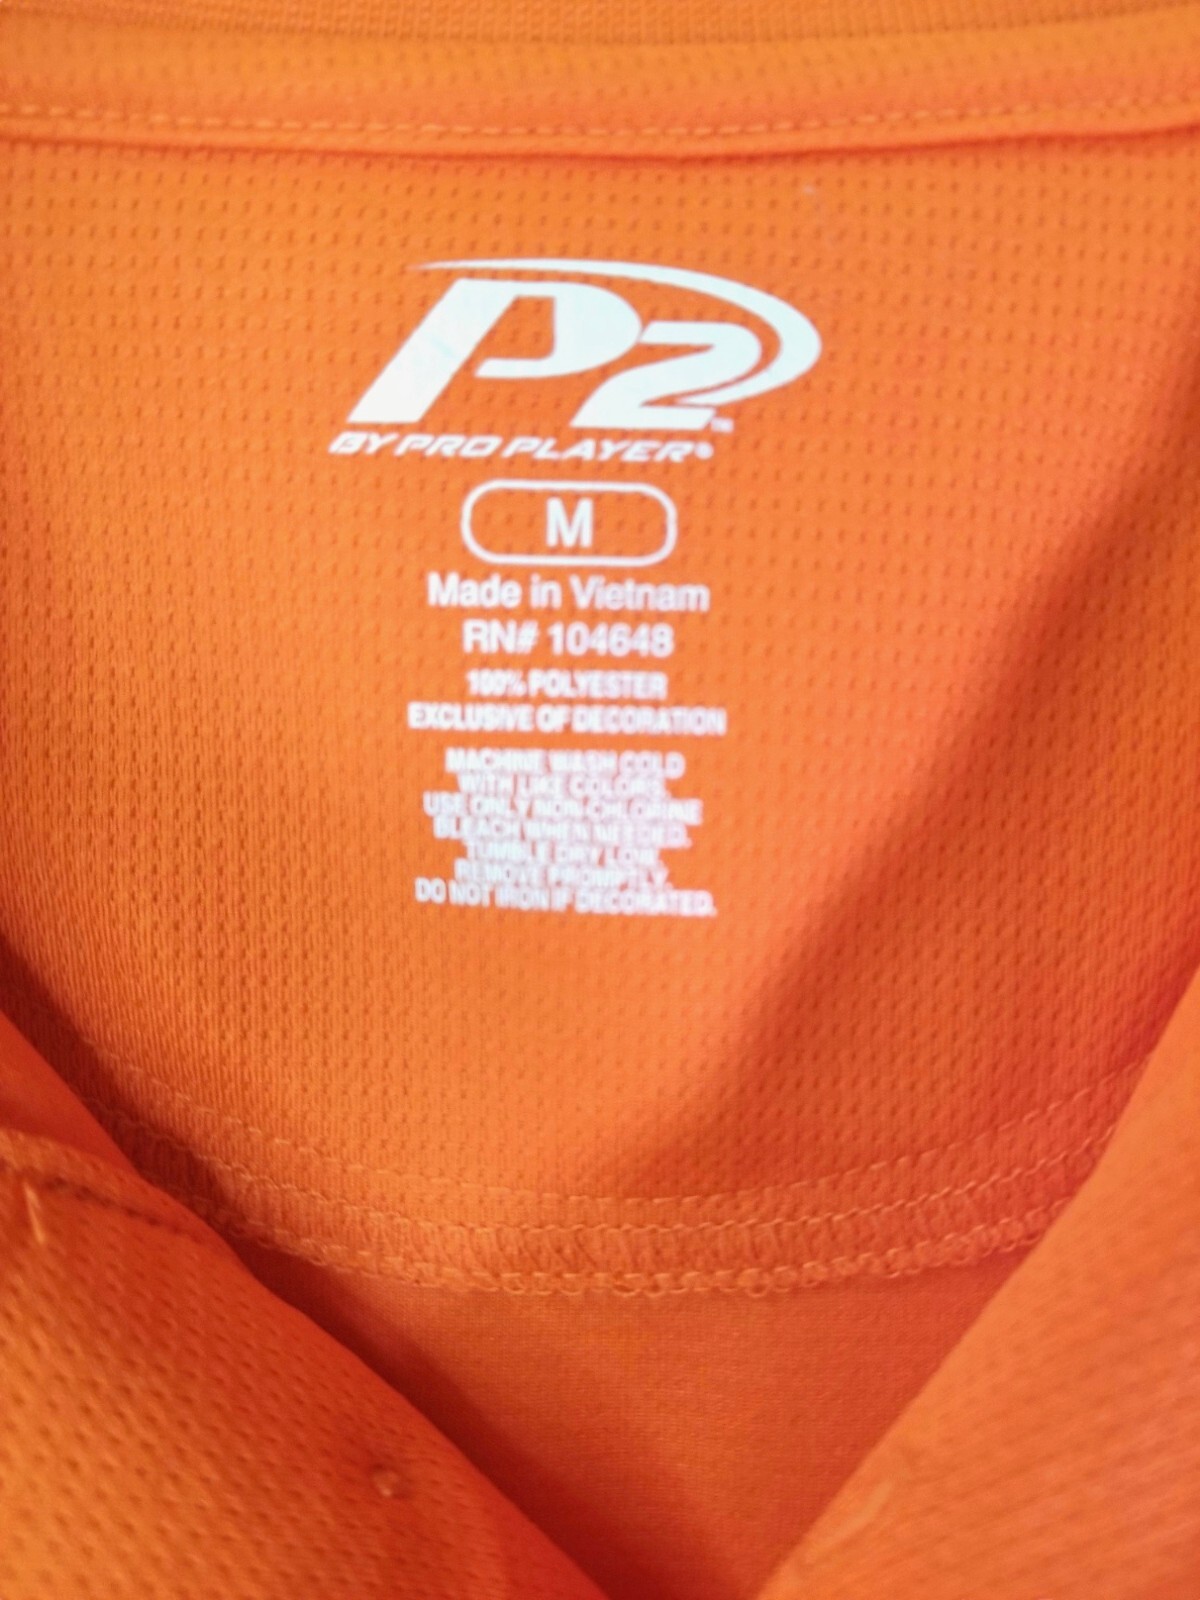 P2™
BY PRO PLAYER®
M
Made in Vietnam
RN# 104648
100% POLYESTER
EXCLUSIVE OF DECORATION
MACHINE WASH COLD
WITH LIKE COLORS.
USE ONLY NON-CHLORINE
BLEACH WHEN NEEDED.
TUMBLE DRY LOW.
REMOVE PROMPTLY.
DO NOT IRON IF DECORATED.